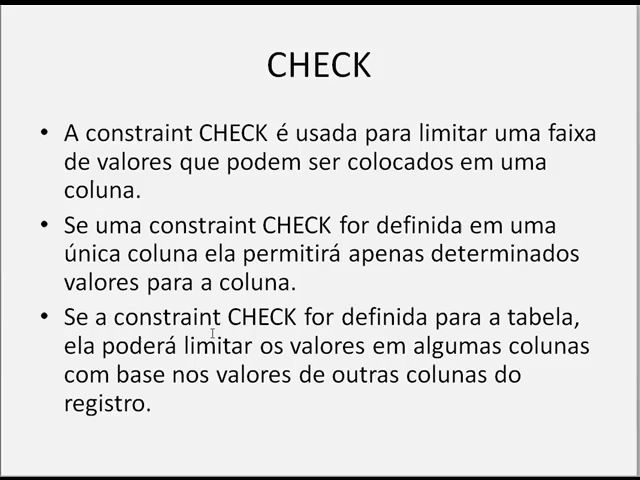 CHECK
• A constraint CHECK é usada para limitar uma faixa
de valores que podem ser colocados em uma
coluna.
• Se uma constraint CHECK for definida em uma
única coluna ela permitirá apenas determinados
valores para a coluna.
• Se a constraint CHECK for definida para a tabela,
ela poderá limitar os valores em algumas colunas
com base nos valores de outras colunas do
registro.